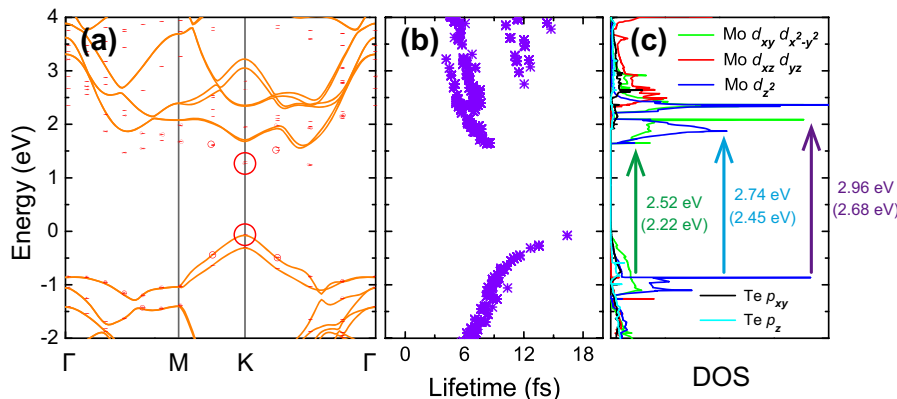 (a)
(b)
(c)
Energy (eV)
4
3
2
1
0
-1
-2
Γ
M
K
Γ
0
6
12
18
Lifetime (fs)
Mo dxy dx²-y²
Mo dxz dyz
Mo dz²
2.52 eV
(2.22 eV)
2.74 eV
(2.45 eV)
2.96 eV
(2.68 eV)
Te pxy
Te pz
DOS